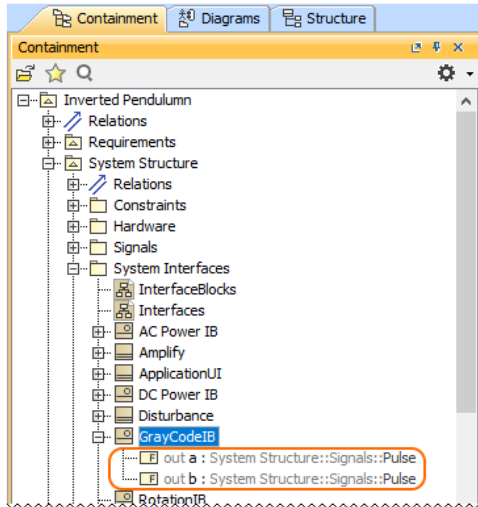 Containment Diagrams Structure
Containment
Inverted Pendulumn
Relations
Requirements
System Structure
Relations
Constraints
Hardware
Signals
System Interfaces
InterfaceBlocks
Interfaces
AC Power IB
Amplify
ApplicationUI
DC Power IB
Disturbance
GrayCodeIB
F out a : System Structure::Signals::Pulse
F out b : System Structure::Signals::Pulse
RotationIB